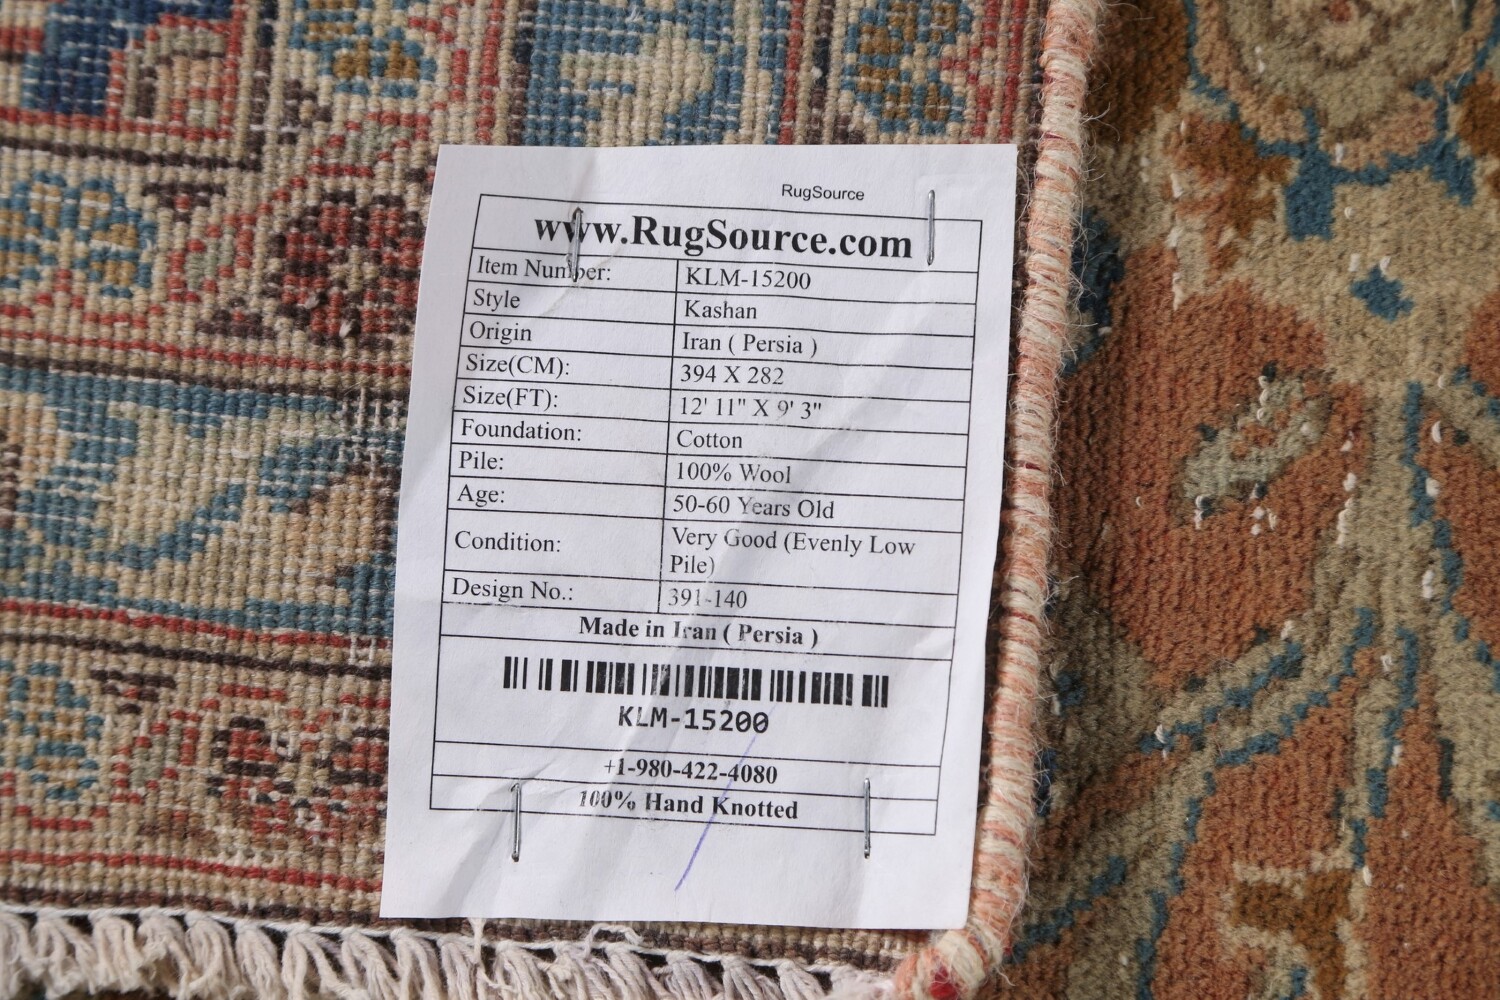 RugSource
www.RugSource.com
Item Number: KLM-15200
Style Kashan
Origin Iran ( Persia )
Size(CM): 394 X 282
Size(FT): 12' 11" X 9' 3"
Foundation: Cotton
Pile: 100% Wool
Age: 50-60 Years Old
Condition: Very Good (Evenly Low
Pile)
Design No.: 391-140
Made in Iran ( Persia )
KLM-15200
+1-980-422-4080
100% Hand Knotted